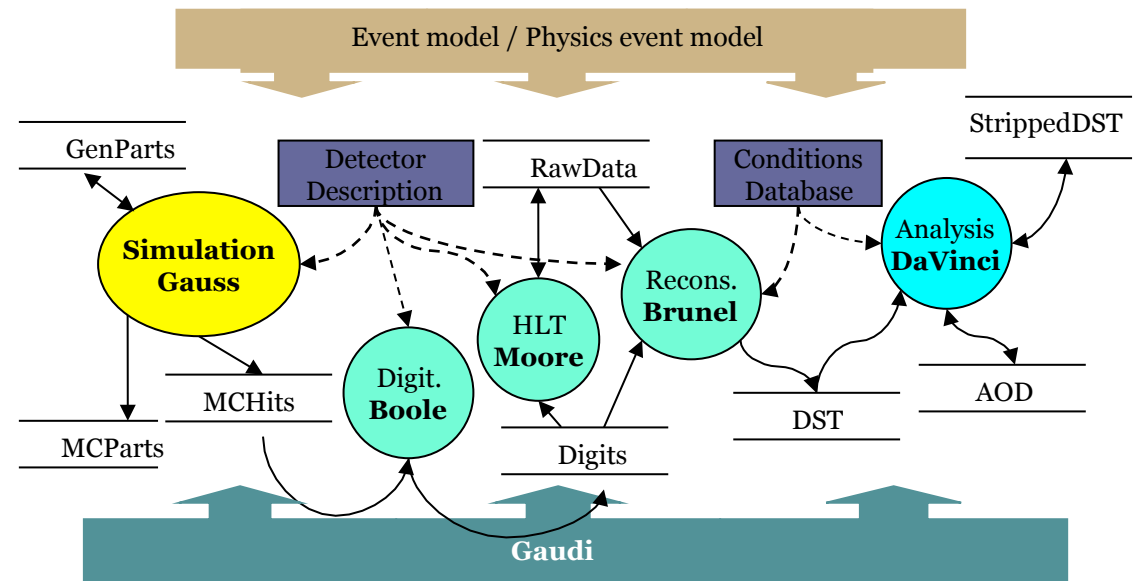 Event model / Physics event model
StrippedDST
GenParts
Detector
Description
RawData
Conditions
Database
Simulation
Gauss
Analysis
DaVinci
Recons.
Brunel
HLT
Moore
Digit.
Boole
MCHits
AOD
DST
MCParts
Digits
Gaudi